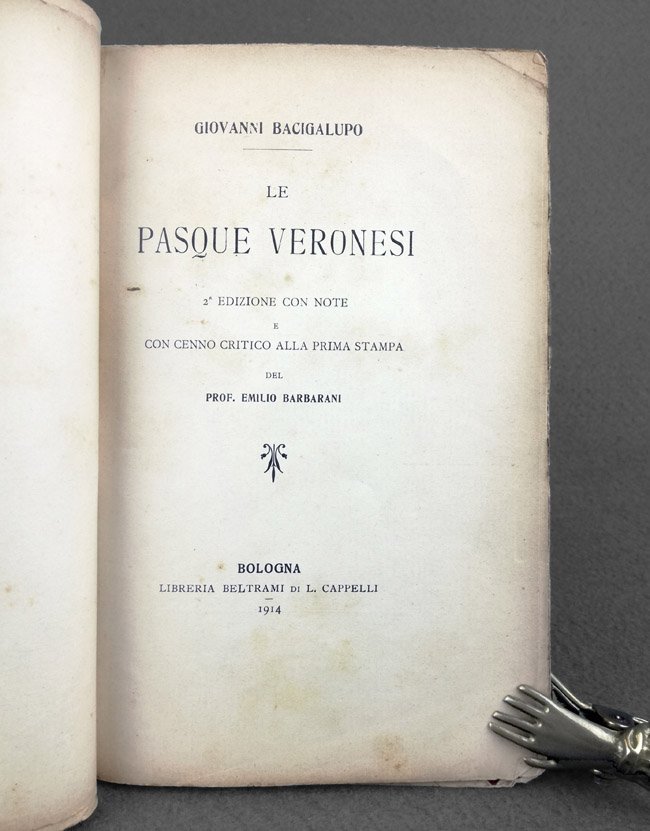 GIOVANNI BACIGALUPO
LE
PASQUE VERONESI
2ª EDIZIONE CON NOTE
E
CON CENNO CRITICO ALLA PRIMA STAMPA
DEL
PROF. EMILIO BARBARANI
BOLOGNA
LIBRERIA BELTRAMI DI L. CAPPELLI
1914